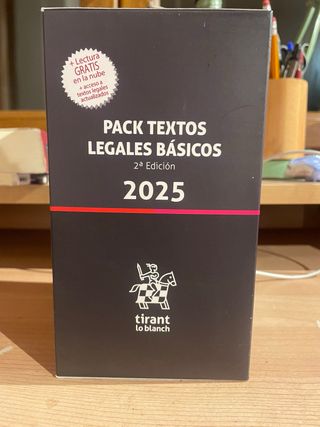 + Lectura
GRATIS
en la nube
+ acceso a
textos legales
actualizados
PACK TEXTOS
LEGALES BÁSICOS
2ª Edición
2025
tirant
lo blanch